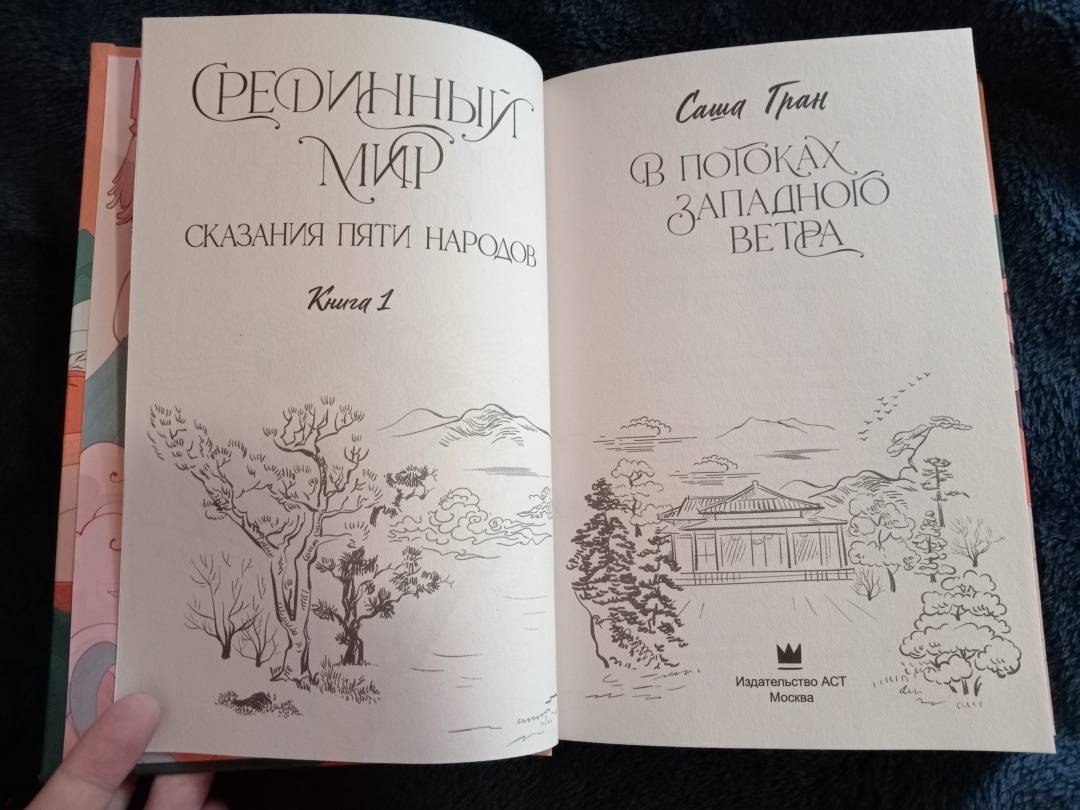 СРЕДИННЫЙ
МИР
СКАЗАНИЯ ПЯТИ НАРОДОВ
Книга 1
Саша Гран
В ПОТОКАХ
ЗАПАДНОГО
ВЕТРА
Издательство АСТ
Москва